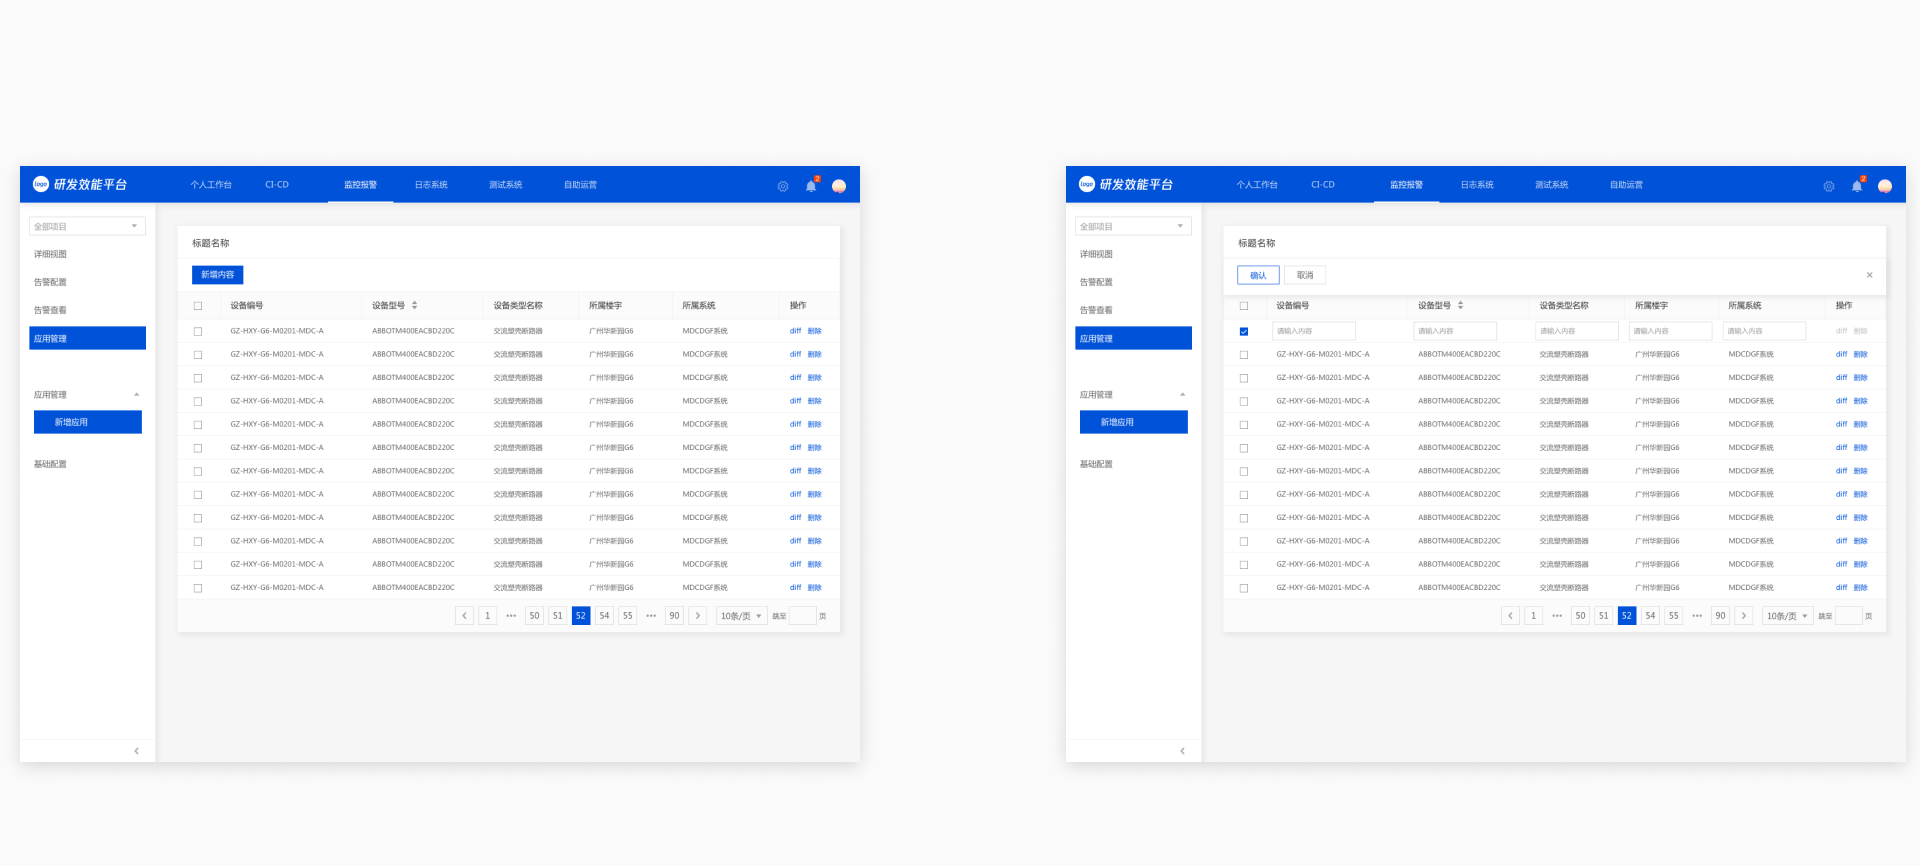 logo 研发效能平台 个人工作台 CI-CD 监控报警 日志系统 测试系统 自助运营 2
全部项目
详细视图
告警配置
告警查看
应用管理
应用管理
新增应用
基础配置
标题名称
新增内容
设备编号 设备型号 设备类型名称 所属楼宇 所属系统 操作
GZ-HXY-G6-M0201-MDC-A ABBOTM400EACBD220C 交流塑壳断路器 广州华新园G6 MDCDGF系统 diff 删除
GZ-HXY-G6-M0201-MDC-A ABBOTM400EACBD220C 交流塑壳断路器 广州华新园G6 MDCDGF系统 diff 删除
GZ-HXY-G6-M0201-MDC-A ABBOTM400EACBD220C 交流塑壳断路器 广州华新园G6 MDCDGF系统 diff 删除
GZ-HXY-G6-M0201-MDC-A ABBOTM400EACBD220C 交流塑壳断路器 广州华新园G6 MDCDGF系统 diff 删除
GZ-HXY-G6-M0201-MDC-A ABBOTM400EACBD220C 交流塑壳断路器 广州华新园G6 MDCDGF系统 diff 删除
GZ-HXY-G6-M0201-MDC-A ABBOTM400EACBD220C 交流塑壳断路器 广州华新园G6 MDCDGF系统 diff 删除
GZ-HXY-G6-M0201-MDC-A ABBOTM400EACBD220C 交流塑壳断路器 广州华新园G6 MDCDGF系统 diff 删除
GZ-HXY-G6-M0201-MDC-A ABBOTM400EACBD220C 交流塑壳断路器 广州华新园G6 MDCDGF系统 diff 删除
GZ-HXY-G6-M0201-MDC-A ABBOTM400EACBD220C 交流塑壳断路器 广州华新园G6 MDCDGF系统 diff 删除
GZ-HXY-G6-M0201-MDC-A ABBOTM400EACBD220C 交流塑壳断路器 广州华新园G6 MDCDGF系统 diff 删除
GZ-HXY-G6-M0201-MDC-A ABBOTM400EACBD220C 交流塑壳断路器 广州华新园G6 MDCDGF系统 diff 删除
GZ-HXY-G6-M0201-MDC-A ABBOTM400EACBD220C 交流塑壳断路器 广州华新园G6 MDCDGF系统 diff 删除
1 ••• 50 51 52 54 55 ••• 90 10条/页 跳至 页
logo 研发效能平台 个人工作台 CI-CD 监控报警 日志系统 测试系统 自助运营 2
全部项目
详细视图
告警配置
告警查看
应用管理
应用管理
新增应用
基础配置
标题名称
确认 取消
设备编号 设备型号 设备类型名称 所属楼宇 所属系统 操作
请输入内容 请输入内容 请输入内容 请输入内容 请输入内容 diff 删除
GZ-HXY-G6-M0201-MDC-A ABBOTM400EACBD220C 交流塑壳断路器 广州华新园G6 MDCDGF系统 diff 删除
GZ-HXY-G6-M0201-MDC-A ABBOTM400EACBD220C 交流塑壳断路器 广州华新园G6 MDCDGF系统 diff 删除
GZ-HXY-G6-M0201-MDC-A ABBOTM400EACBD220C 交流塑壳断路器 广州华新园G6 MDCDGF系统 diff 删除
GZ-HXY-G6-M0201-MDC-A ABBOTM400EACBD220C 交流塑壳断路器 广州华新园G6 MDCDGF系统 diff 删除
GZ-HXY-G6-M0201-MDC-A ABBOTM400EACBD220C 交流塑壳断路器 广州华新园G6 MDCDGF系统 diff 删除
GZ-HXY-G6-M0201-MDC-A ABBOTM400EACBD220C 交流塑壳断路器 广州华新园G6 MDCDGF系统 diff 删除
GZ-HXY-G6-M0201-MDC-A ABBOTM400EACBD220C 交流塑壳断路器 广州华新园G6 MDCDGF系统 diff 删除
GZ-HXY-G6-M0201-MDC-A ABBOTM400EACBD220C 交流塑壳断路器 广州华新园G6 MDCDGF系统 diff 删除
GZ-HXY-G6-M0201-MDC-A ABBOTM400EACBD220C 交流塑壳断路器 广州华新园G6 MDCDGF系统 diff 删除
GZ-HXY-G6-M0201-MDC-A ABBOTM400EACBD220C 交流塑壳断路器 广州华新园G6 MDCDGF系统 diff 删除
GZ-HXY-G6-M0201-MDC-A ABBOTM400EACBD220C 交流塑壳断路器 广州华新园G6 MDCDGF系统 diff 删除
1 ••• 50 51 52 54 55 ••• 90 10条/页 跳至 页